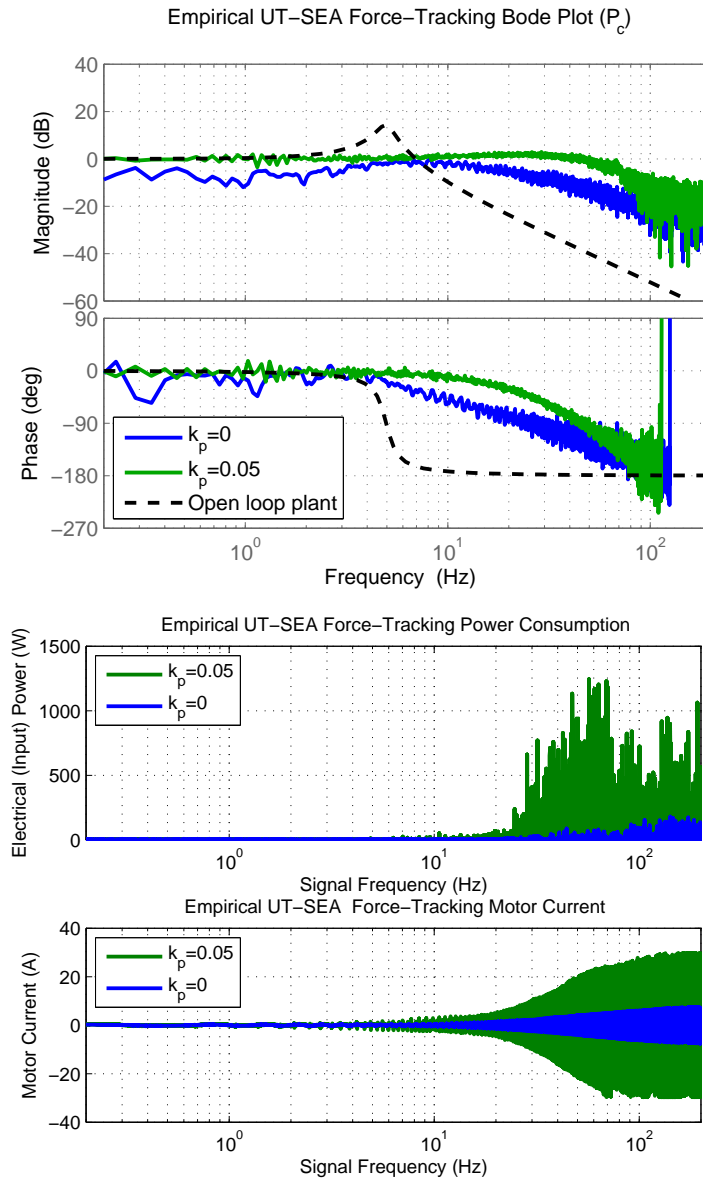 Empirical UT−SEA Force−Tracking Bode Plot (P_c)
40
20
0
−20
−40
−60
Magnitude (dB)
90
0
−90
−180
−270
Phase (deg)
k_p=0
k_p=0.05
Open loop plant
10^0
10^1
10^2
Frequency (Hz)
Empirical UT−SEA Force−Tracking Power Consumption
1500
1000
500
0
Electrical (Input) Power (W)
k_p=0.05
k_p=0
10^0
10^1
10^2
Signal Frequency (Hz)
Empirical UT−SEA Force−Tracking Motor Current
40
20
0
−20
−40
Motor Current (A)
k_p=0.05
k_p=0
10^0
10^1
10^2
Signal Frequency (Hz)